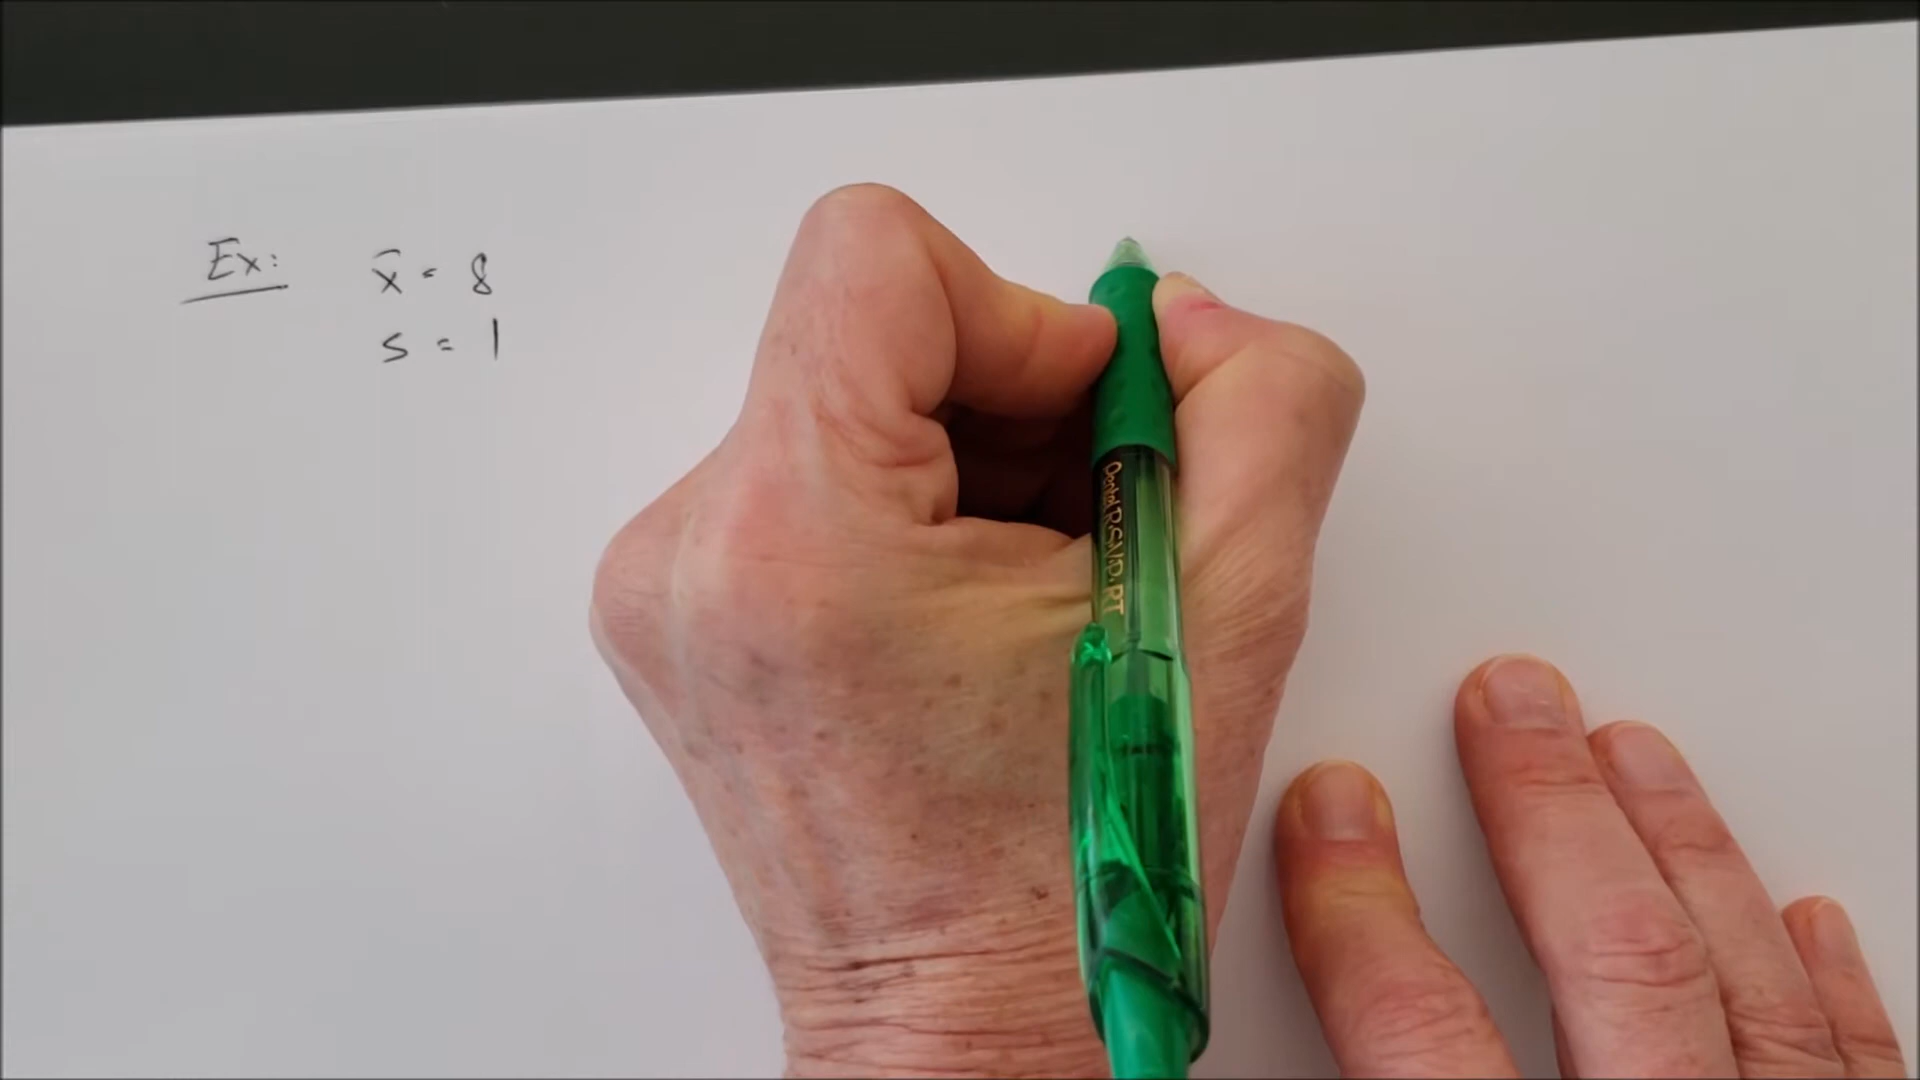 Ex: x̄ = 8
s = 1
Pentel R.S.V.P. RT